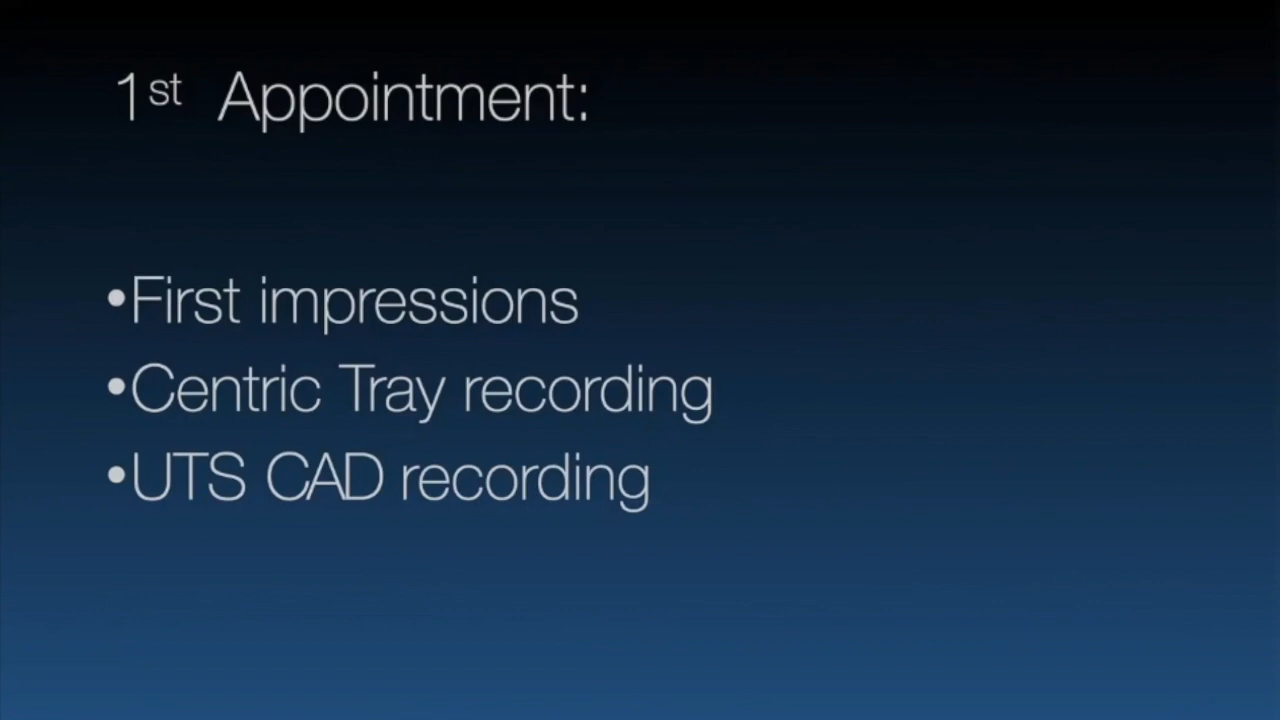 1st Appointment:
•First impressions
•Centric Tray recording
•UTS CAD recording